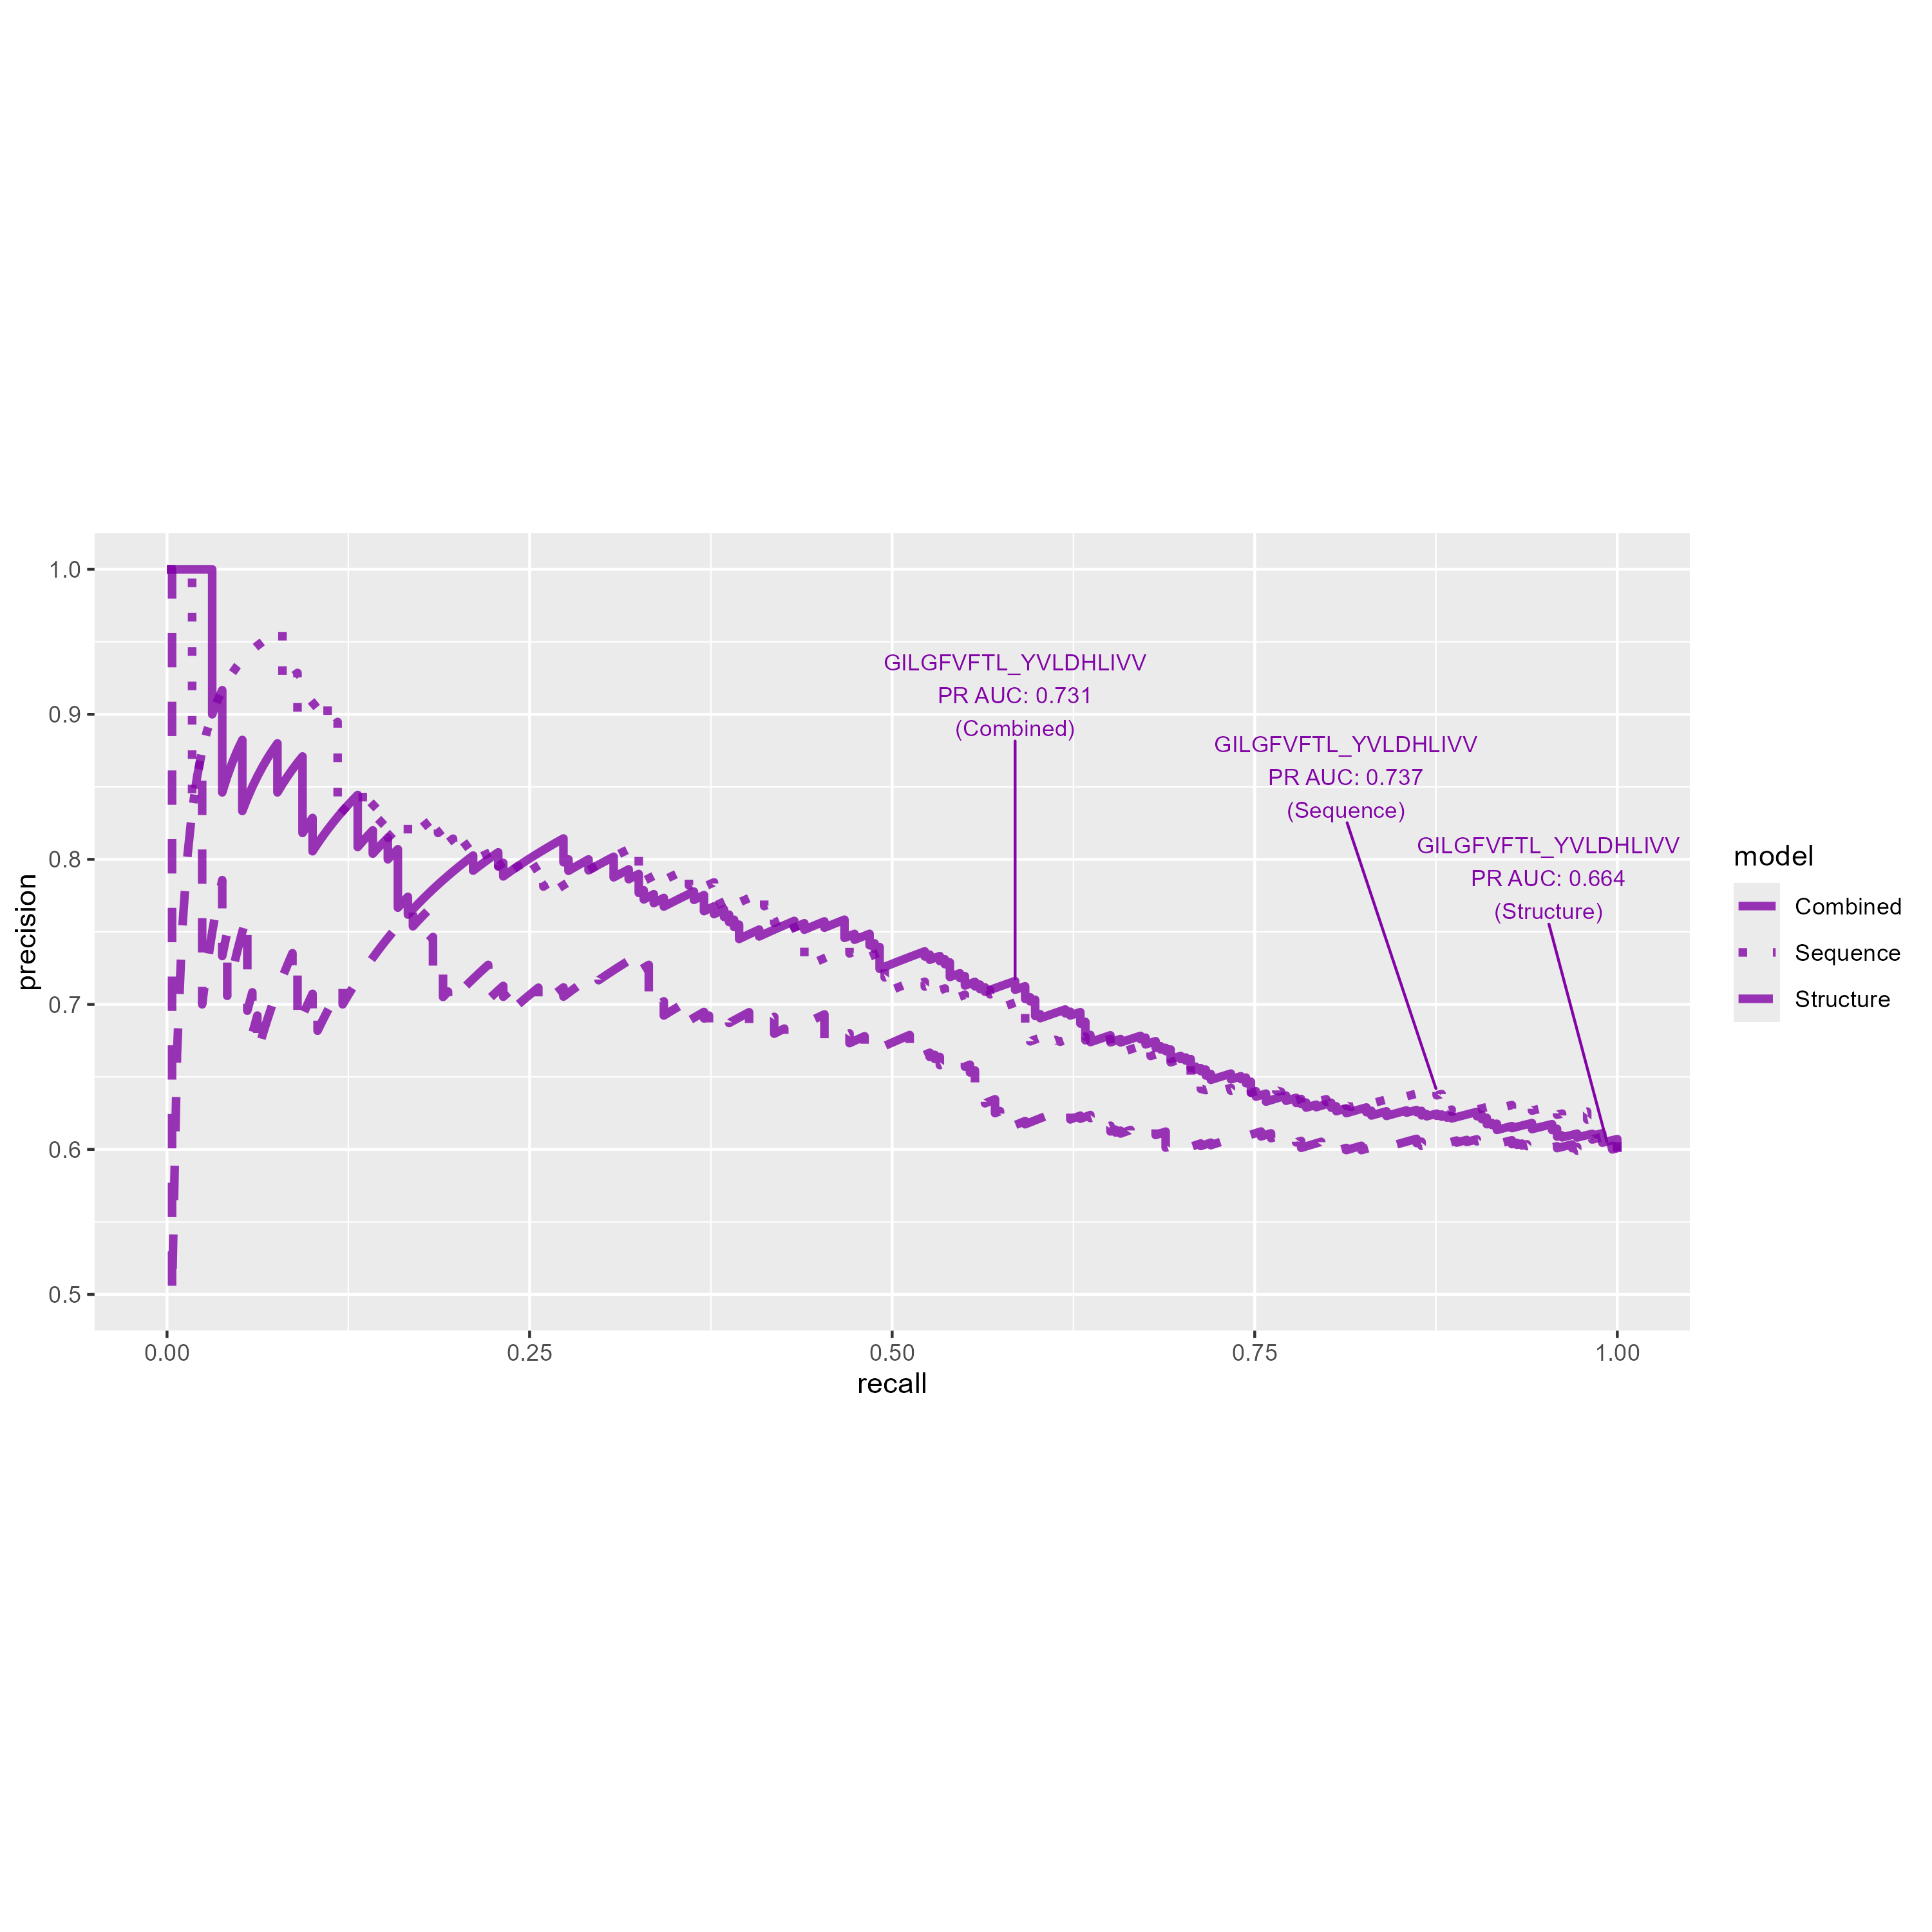 GILGFVFTL_YVLDHLIVV
PR AUC: 0.731
(Combined)
GILGFVFTL_YVLDHLIVV
PR AUC: 0.737
(Sequence)
GILGFVFTL_YVLDHLIVV
PR AUC: 0.664
(Structure)
1.0
0.9
0.8
0.7
0.6
0.5
precision
0.00
0.25
0.50
0.75
1.00
recall
model
Combined
Sequence
Structure